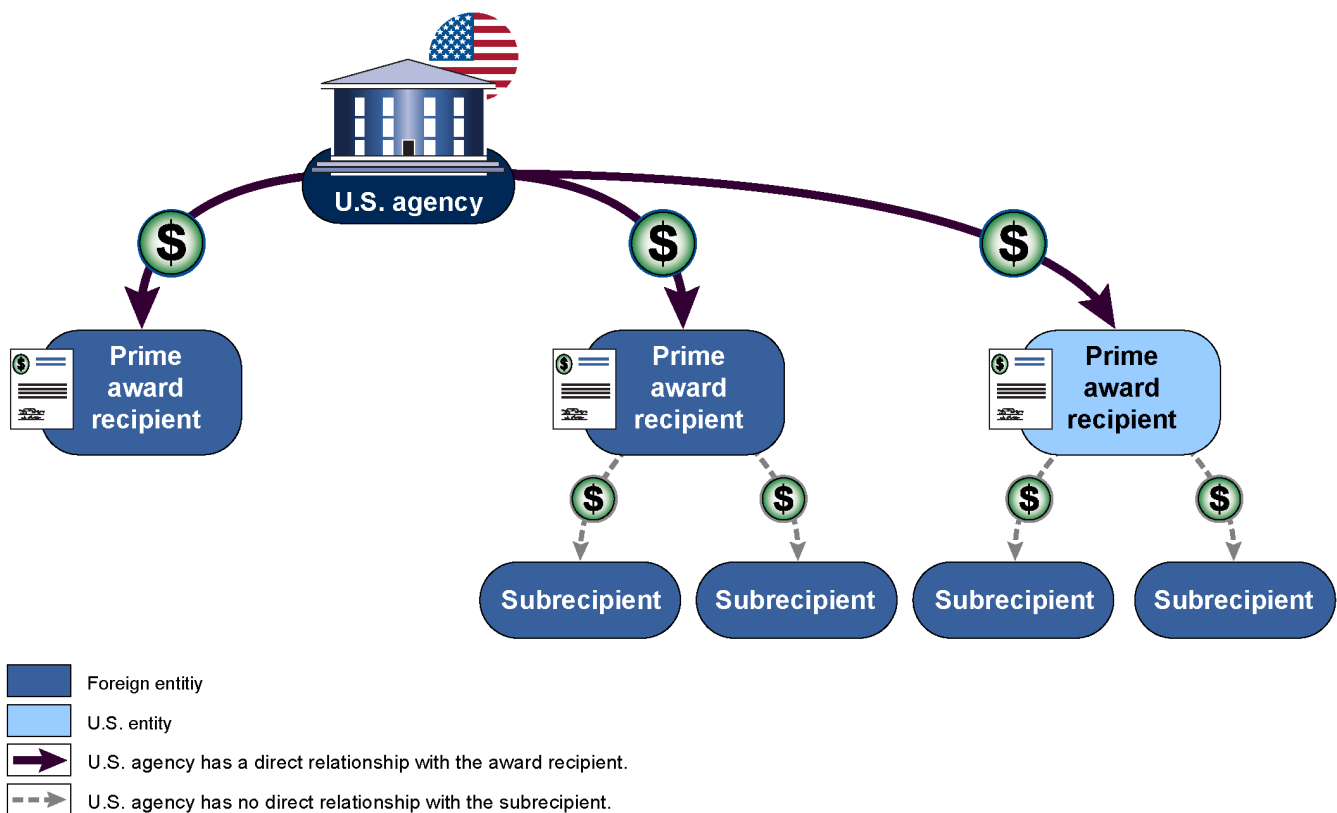 U.S. agency
$
$
$
Prime
award
recipient
$
Prime
award
recipient
$
Prime
award
recipient
$
$
$
$
$
Subrecipient
Subrecipient
Subrecipient
Subrecipient
Foreign entitiy
U.S. entity
U.S. agency has a direct relationship with the award recipient.
U.S. agency has no direct relationship with the subrecipient.